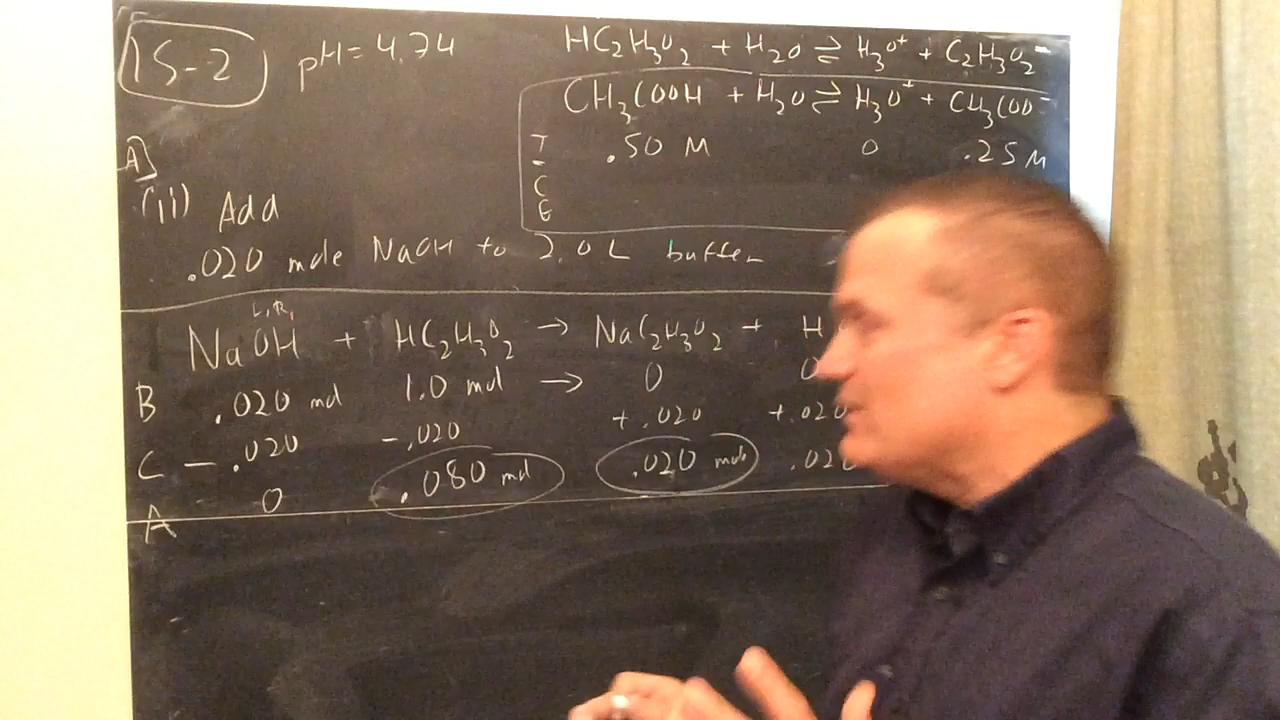 15-2 pH = 4.74
HC₂H₃O₂ + H₂O ⇌ H₃O⁺ + C₂H₃O₂⁻
CH₃COOH + H₂O ⇌ H₃O⁺ + CH₃COO⁻
I .50 M 0 .25 M
C
E
A]
(ii) Add
.020 mole NaOH to 2.0 L buffer
L.R.
NaOH + HC₂H₃O₂ → NaC₂H₃O₂ + H
B .020 mol 1.0 mol → 0 0
C -.020 -.020 +.020 +.020
A 0 .080 mol .020 mole .020